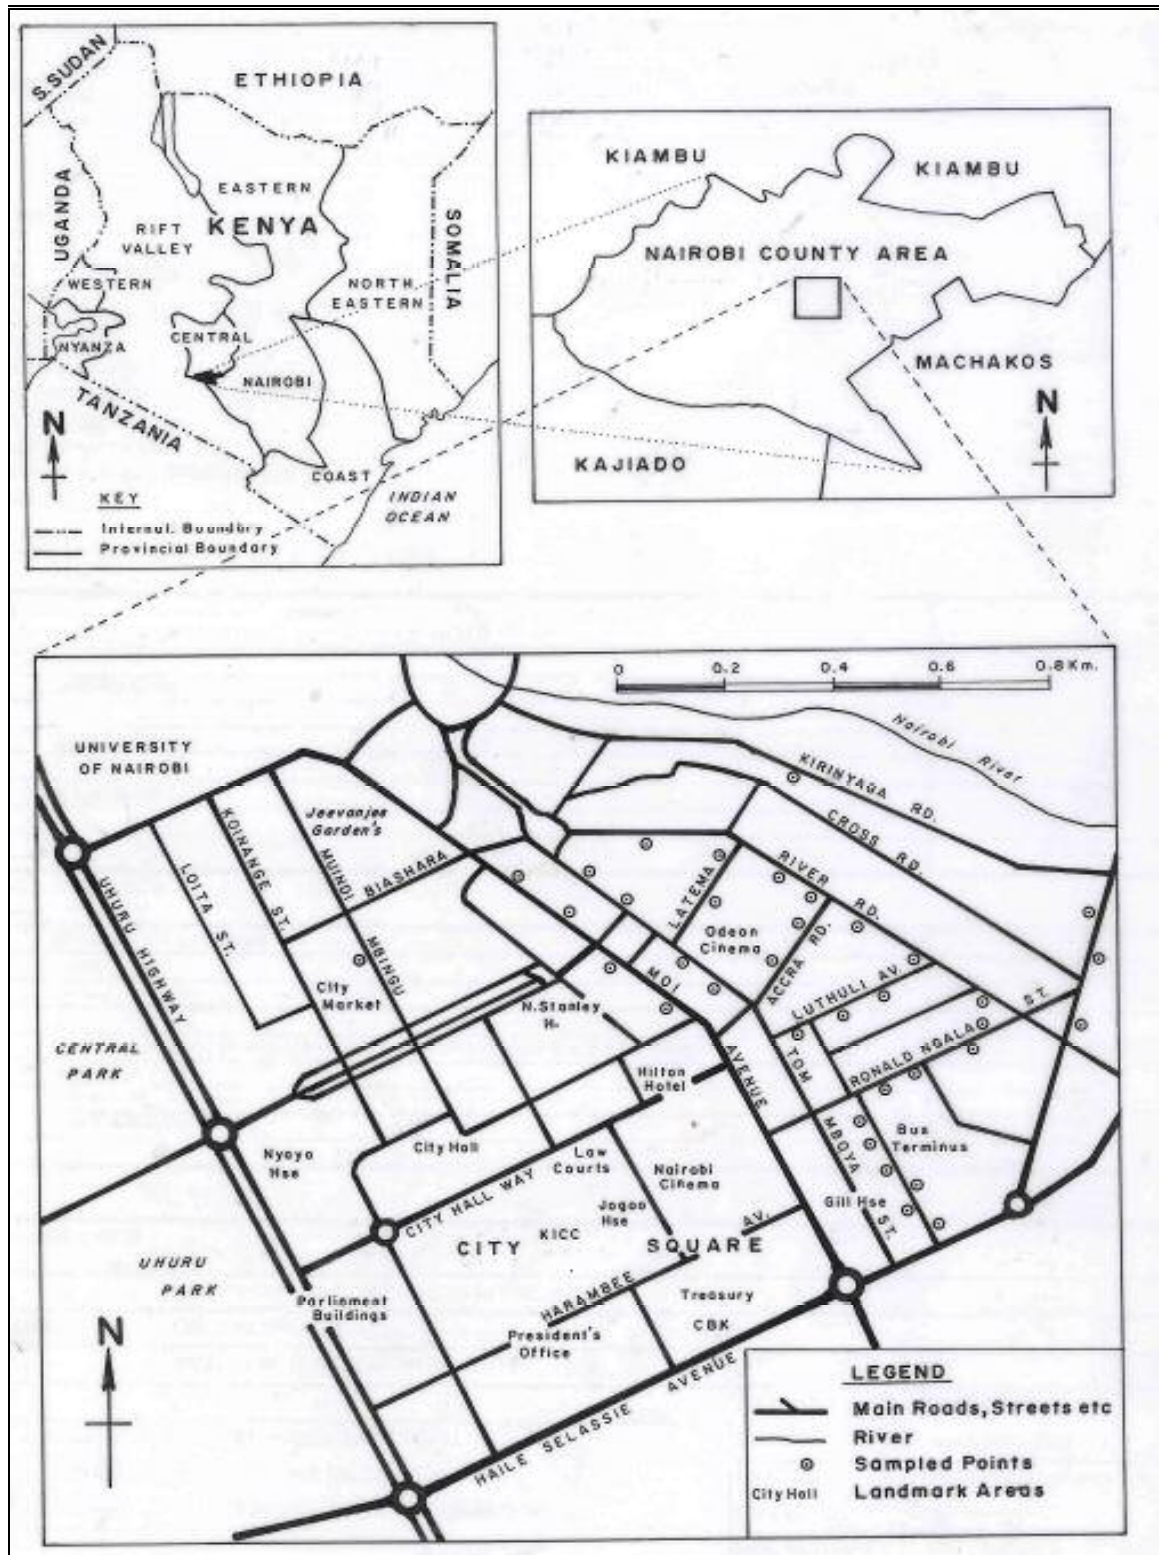 S. SUDAN
ETHIOPIA
UGANDA
EASTERN
KENYA
RIFT
VALLEY
SOMALIA
WESTERN
NORTH.
EASTERN
NYANZA
CENTRAL
NAIROBI
TANZANIA
N
COAST
INDIAN
OCEAN
KEY
Internal. Boundary
Provincial Boundary
KIAMBU
KIAMBU
NAIROBI COUNTY AREA
MACHAKOS
N
KAJIADO
0 0.2 0.4 0.6 0.8 Km.
UNIVERSITY
OF NAIROBI
Nairobi
River
KIRINYAGA RD.
CROSS RD.
RIVER RD.
Jeevanjee
Garden's
KOINANGE ST.
MUINDI
MBINGU
BIASHARA
LOITA ST.
UHURU HIGHWAY
LATEMA
Odeon
Cinema
ACCRA RD.
MOI
AVENUE
LUTHULI AV.
City
Market
N.Stanley
H.
CENTRAL
PARK
TOM
MBOYA
ST.
RONALD NGALA ST.
Hilton
Hotel
Nyayo
Hse
City Hall
Law
Courts
Bus
Terminus
Nairobi
Cinema
CITY HALL WAY
Jogoo
Hse
Gill Hse
KICC
CITY SQUARE
HARAMBEE
AV.
UHURU
PARK
Parliament
Buildings
Treasury
CBK
President's
Office
N
HAILE SELASSIE AVENUE
LEGEND
Main Roads, Streets etc
River
Sampled Points
City Hall Landmark Areas